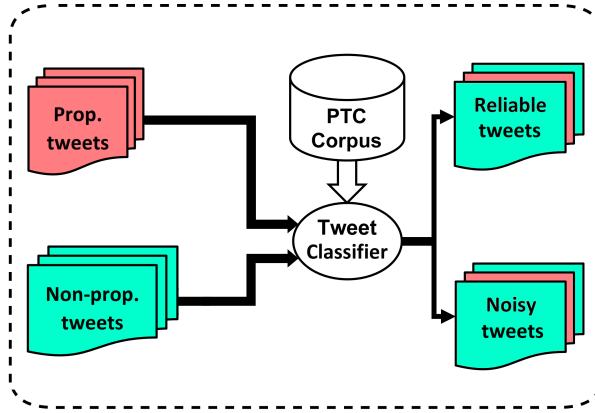 Prop.
tweets
Non-prop.
tweets
PTC
Corpus
Tweet
Classifier
Reliable
tweets
Noisy
tweets